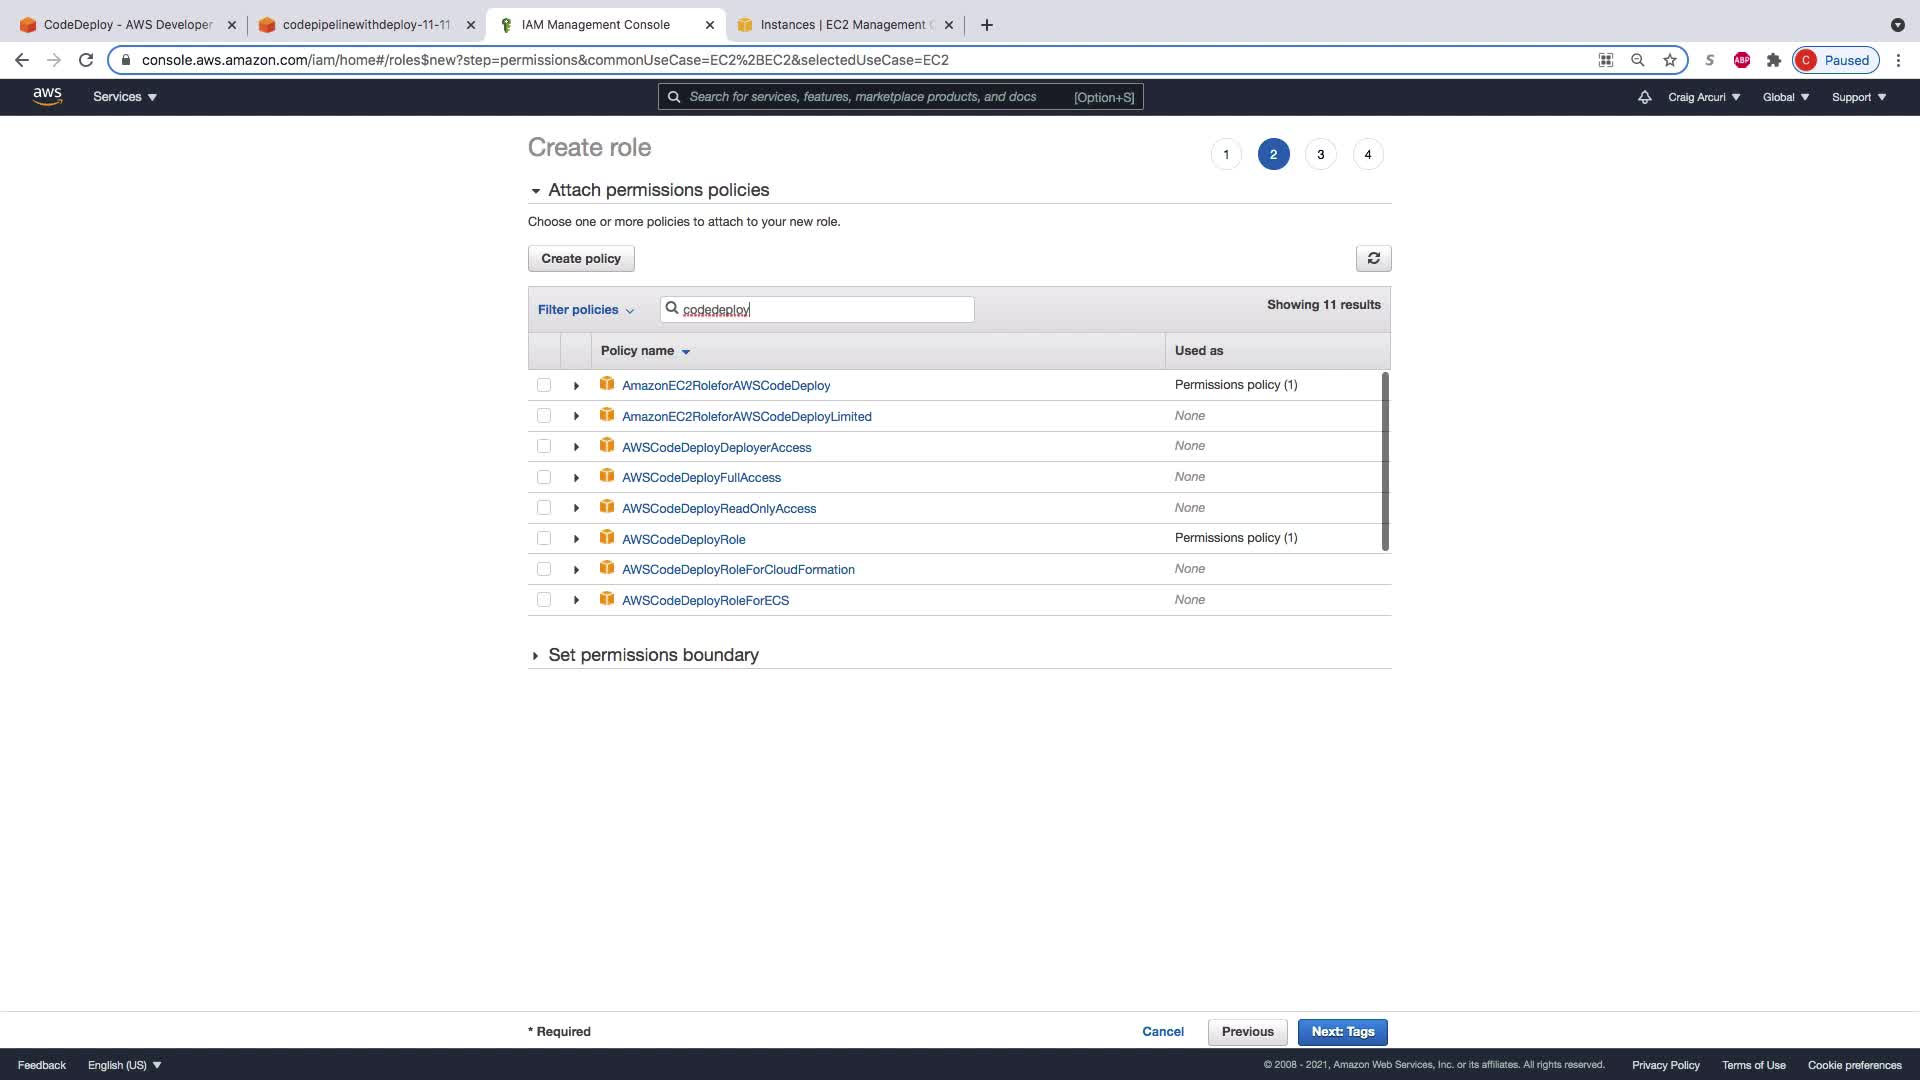 CodeDeploy - AWS Developer
codepipelinewithdeploy-11-11
IAM Management Console
Instances | EC2 Management C
console.aws.amazon.com/iam/home#/roles$new?step=permissions&commonUseCase=EC2%2BEC2&selectedUseCase=EC2
S
ABP
C
Paused
aws
Services
Search for services, features, marketplace products, and docs
[Option+S]
Craig Arcuri
Global
Support
Create role
1
2
3
4
Attach permissions policies
Choose one or more policies to attach to your new role.
Create policy
Filter policies
codedeploy
Showing 11 results
Policy name
Used as
AmazonEC2RoleforAWSCodeDeploy
Permissions policy (1)
AmazonEC2RoleforAWSCodeDeployLimited
None
AWSCodeDeployDeployerAccess
None
AWSCodeDeployFullAccess
None
AWSCodeDeployReadOnlyAccess
None
AWSCodeDeployRole
Permissions policy (1)
AWSCodeDeployRoleForCloudFormation
None
AWSCodeDeployRoleForECS
None
Set permissions boundary
* Required
Cancel
Previous
Next: Tags
Feedback
English (US)
© 2008 - 2021, Amazon Web Services, Inc. or its affiliates. All rights reserved.
Privacy Policy
Terms of Use
Cookie preferences